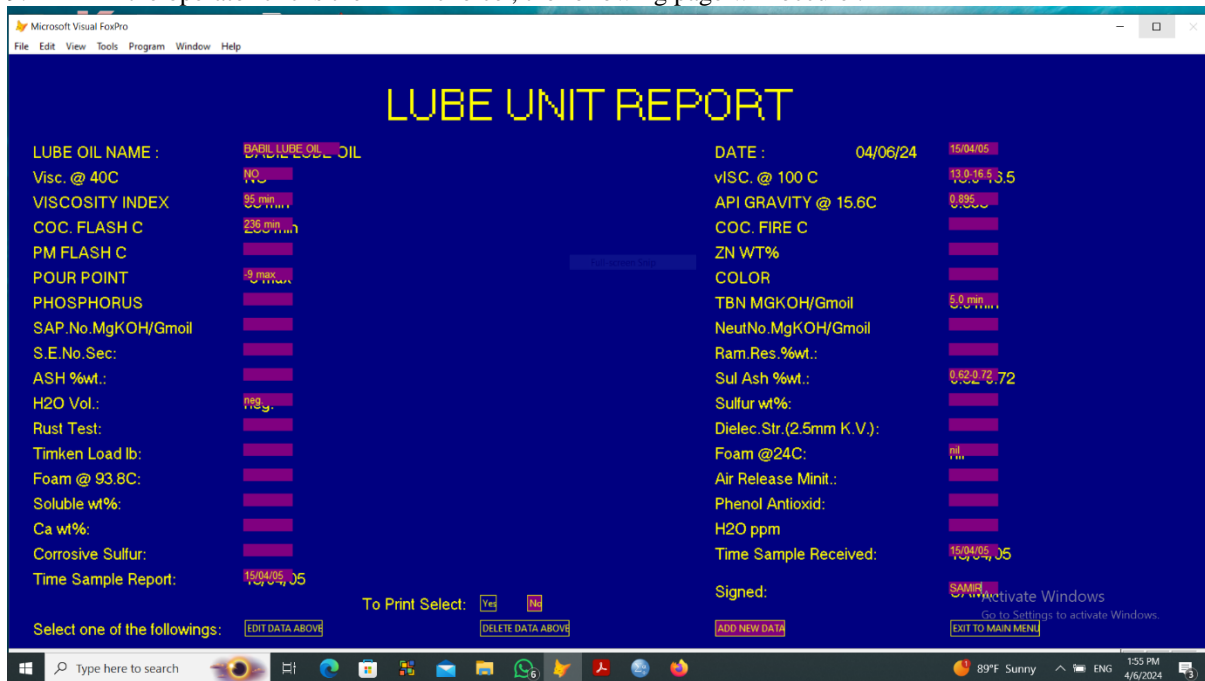 Microsoft Visual FoxPro
File Edit View Tools Program Window Help
LUBE UNIT REPORT
LUBE OIL NAME : BABIL LUBE OIL DATE : 04/06/24 15/04/05
Visc. @ 40C NO vISC. @ 100 C 13.0-16.5
VISCOSITY INDEX 95 min API GRAVITY @ 15.6C 0.895
COC. FLASH C 236 min COC. FIRE C
PM FLASH C ZN WT%
POUR POINT -9 max COLOR
PHOSPHORUS TBN MGKOH/Gmoil 5.0 min
SAP.No.MgKOH/Gmoil NeutNo.MgKOH/Gmoil
S.E.No.Sec: Ram.Res.%wt.:
ASH %wt.: Sul Ash %wt.: 0.62-0.72
H2O Vol.: neg. Sulfur wt%:
Rust Test: Dielec.Str.(2.5mm K.V.):
Timken Load lb: Foam @24C: nil
Foam @ 93.8C: Air Release Minit.:
Soluble wt%: Phenol Antioxid:
Ca wt%: H2O ppm
Corrosive Sulfur: Time Sample Received: 15/04/05
Time Sample Report: 15/04/05 Signed: SAMIR
To Print Select: Yes No
Activate Windows
Go to Settings to activate Windows.
Select one of the followings: EDIT DATA ABOVE DELETE DATA ABOVE ADD NEW DATA EXIT TO MAIN MENU
Type here to search 89°F Sunny ENG 1:55 PM
4/6/2024